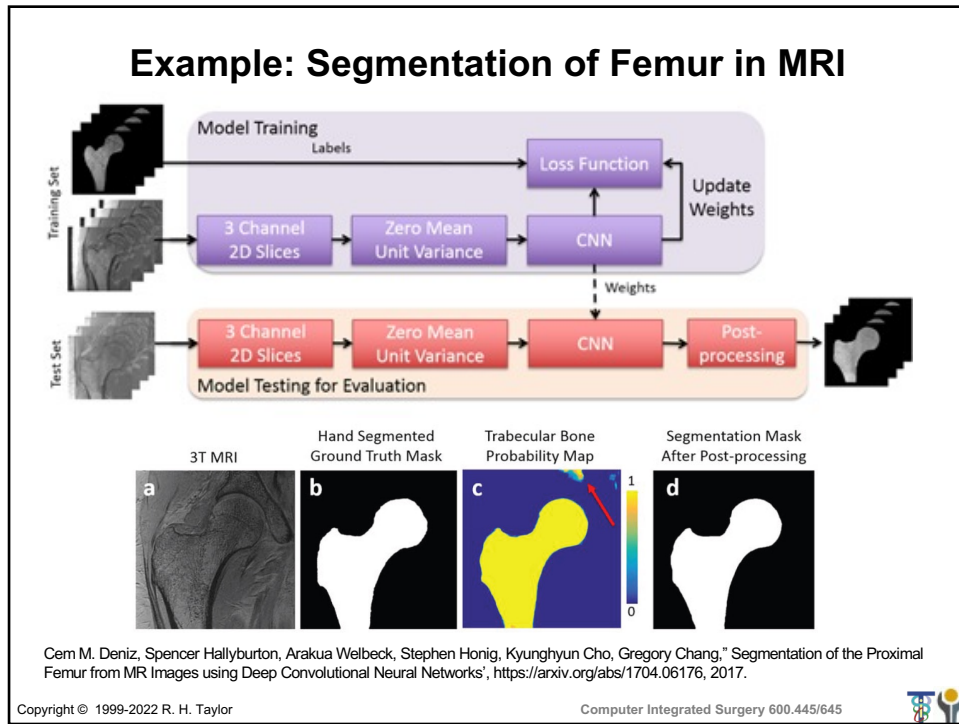 Example: Segmentation of Femur in MRI
Training Set
Model Training
Labels
Loss Function
Update
Weights
3 Channel
2D Slices
Zero Mean
Unit Variance
CNN
Weights
Test Set
3 Channel
2D Slices
Zero Mean
Unit Variance
CNN
Post-
processing
Model Testing for Evaluation
3T MRI
Hand Segmented
Ground Truth Mask
Trabecular Bone
Probability Map
Segmentation Mask
After Post-processing
a
b
c
1
0
d
Cem M. Deniz, Spencer Hallyburton, Arakua Welbeck, Stephen Honig, Kyunghyun Cho, Gregory Chang," Segmentation of the Proximal
Femur from MR Images using Deep Convolutional Neural Networks', https://arxiv.org/abs/1704.06176, 2017.
Copyright © 1999-2022 R. H. Taylor
Computer Integrated Surgery 600.445/645